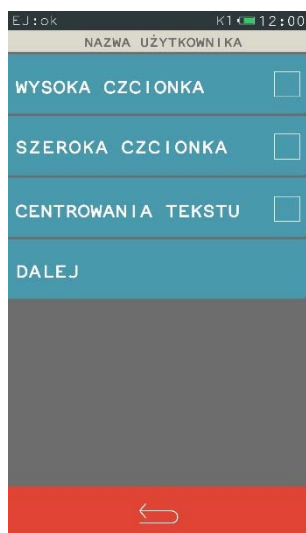 EJ:ok K1 12:00
NAZWA UŻYTKOWNIKA
WYSOKA CZCIONKA
SZEROKA CZCIONKA
CENTROWANIA TEKSTU
DALEJ